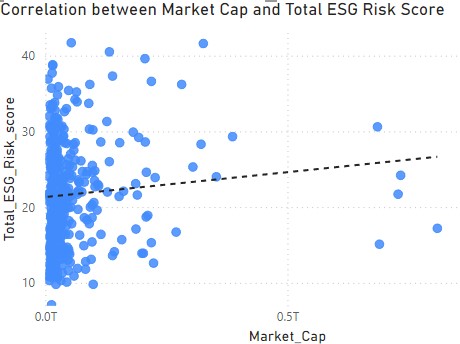 Correlation between Market Cap and Total ESG Risk Score
Total_ESG_Risk_score
40
30
20
10
0.0T
0.5T
Market_Cap